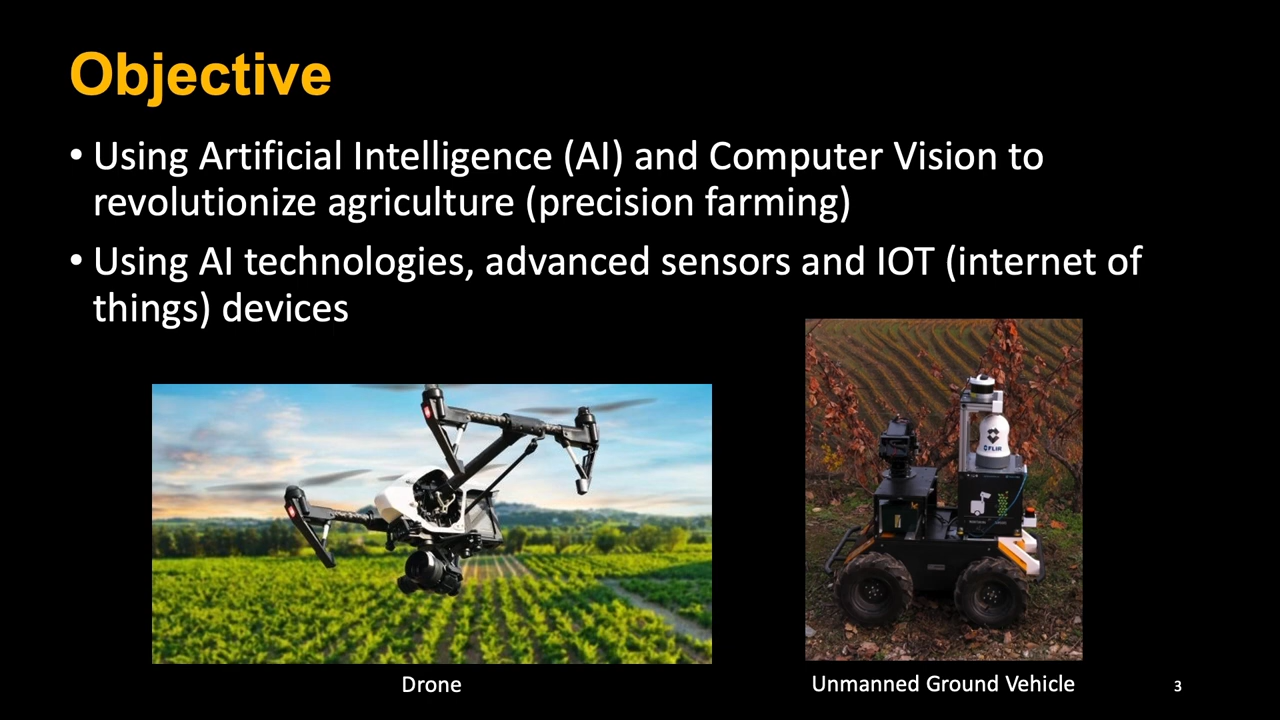 Objective
• Using Artificial Intelligence (AI) and Computer Vision to
revolutionize agriculture (precision farming)
• Using AI technologies, advanced sensors and IOT (internet of
things) devices
FLIR
Drone
Unmanned Ground Vehicle
3